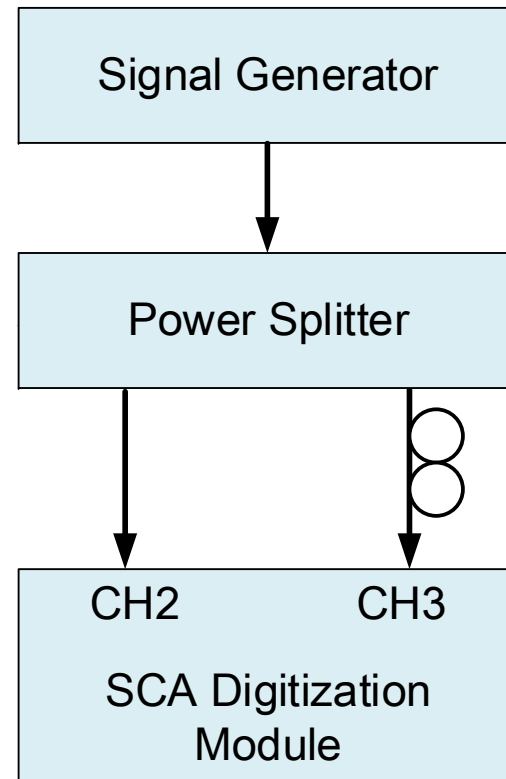 Signal Generator
Power Splitter
CH2 CH3
SCA Digitization
Module